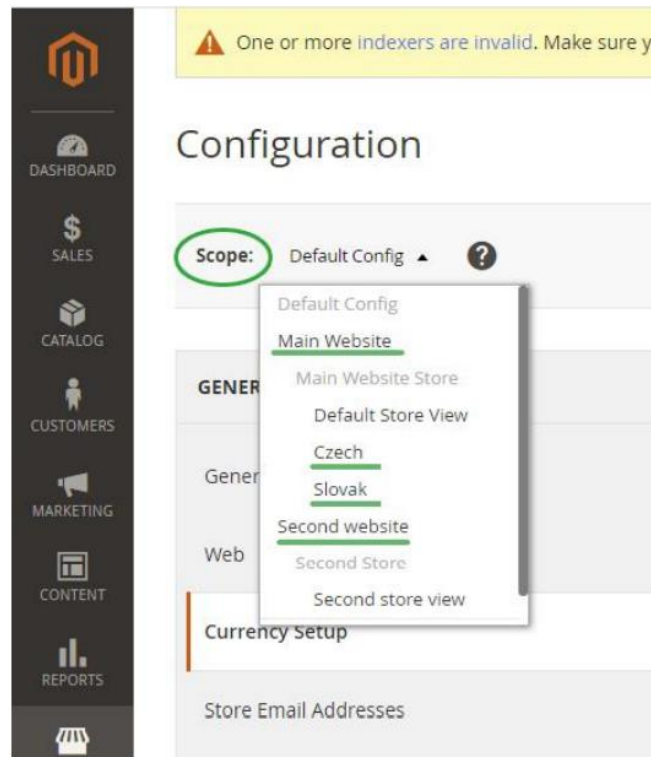 One or more indexers are invalid. Make sure y
Configuration
DASHBOARD
SALES
CATALOG
CUSTOMERS
MARKETING
CONTENT
REPORTS
Scope: Default Config
Default Config
Main Website
Main Website Store
Default Store View
Czech
Slovak
Second website
Second Store
Second store view
GENER
Gener
Web
Currency Setup
Store Email Addresses